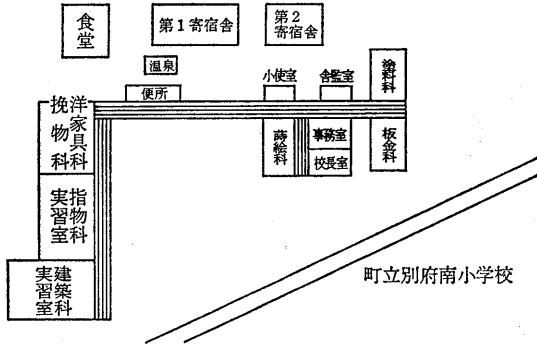 食堂
第1寄宿舎
第2
寄宿舎
温泉
便所
小使室
舎監室
塗料科
洋家具科
挽物科
蒔絵科
事務室
校長室
板金科
指物科
実習室
建築科
実習室
町立別府南小学校